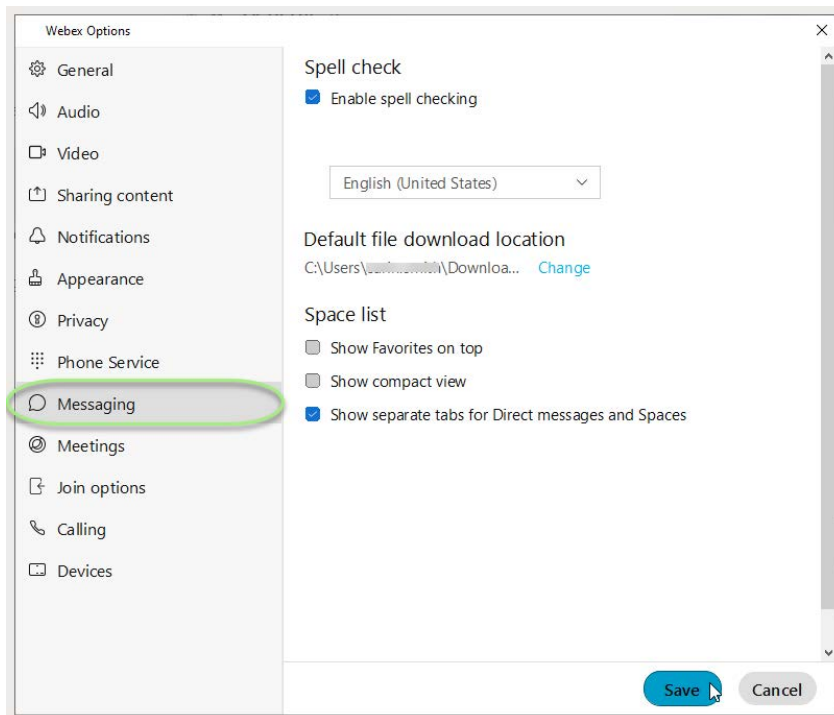 Webex Options
General
Audio
Video
Sharing content
Notifications
Appearance
Privacy
Phone Service
Messaging
Meetings
Join options
Calling
Devices
Spell check
Enable spell checking
English (United States)
Default file download location
C:\Users\ \Downloa... Change
Space list
Show Favorites on top
Show compact view
Show separate tabs for Direct messages and Spaces
Save Cancel